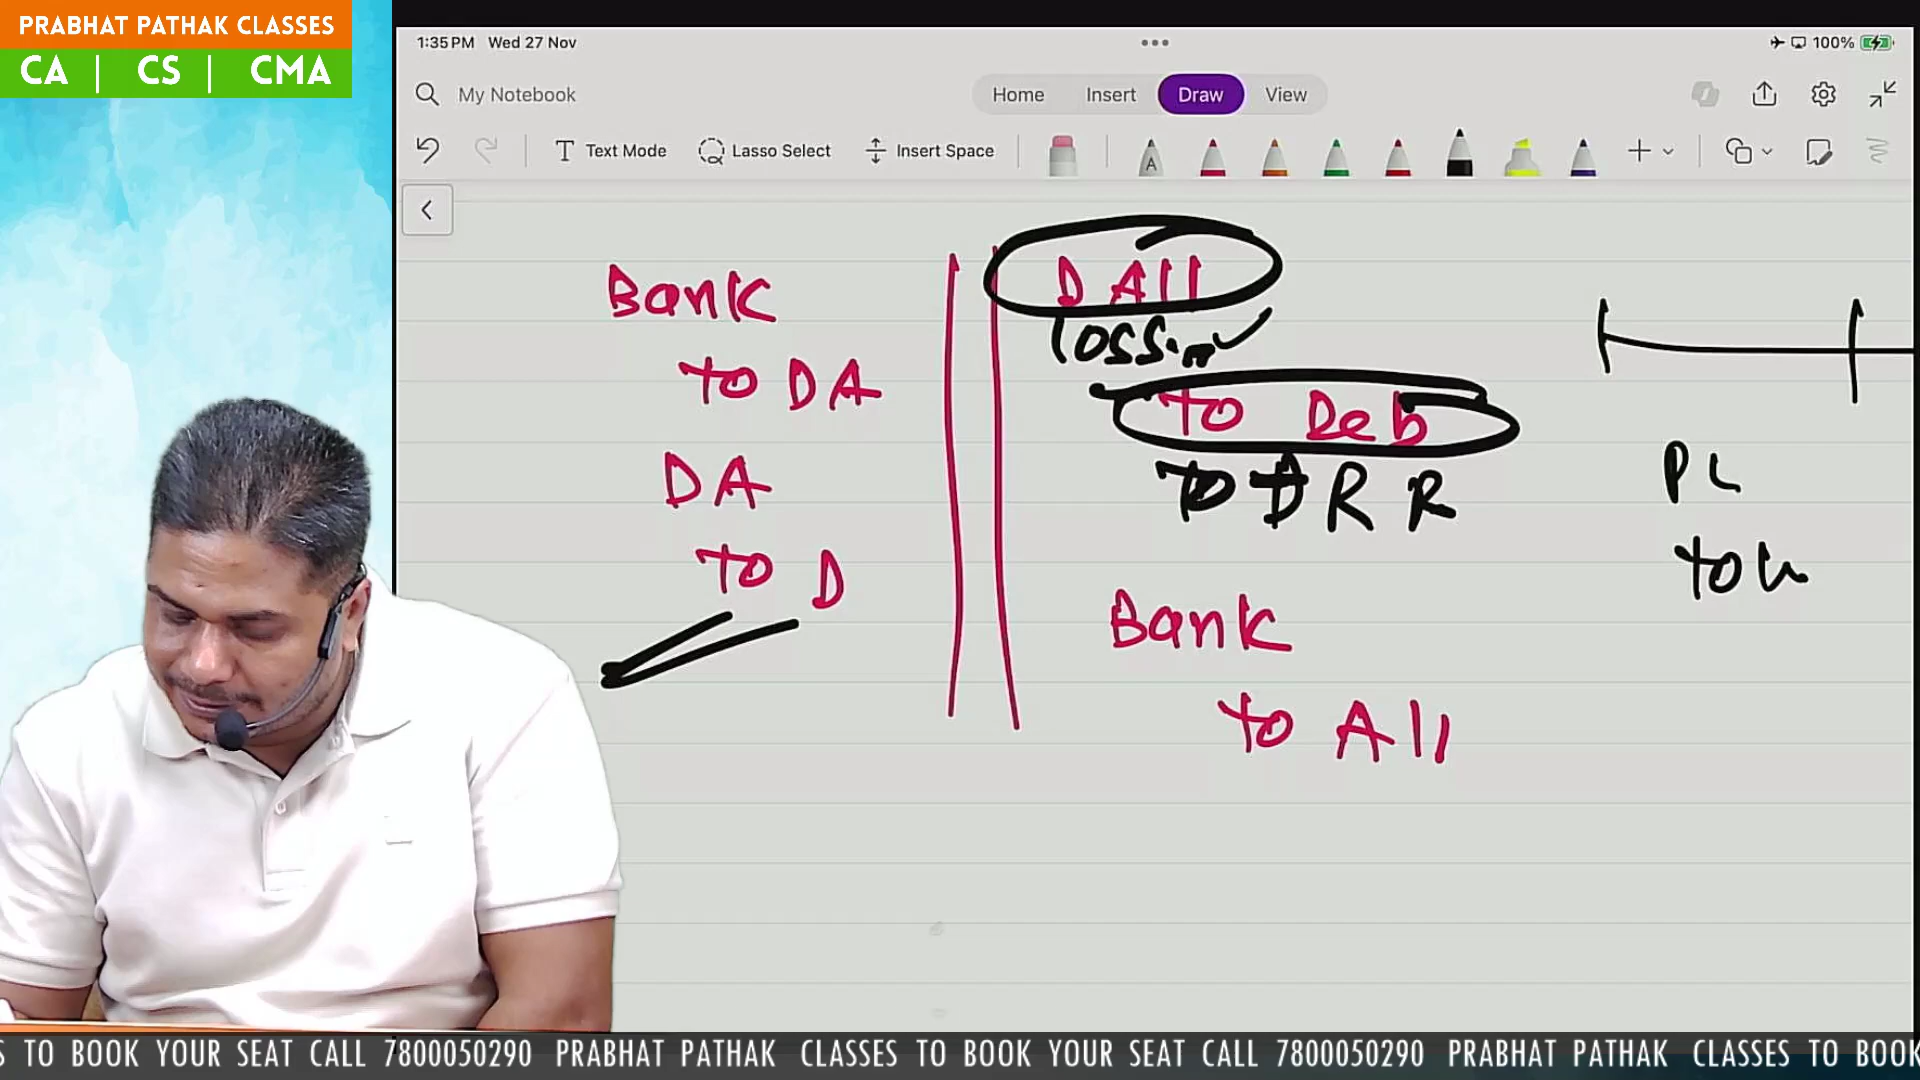 PRABHAT PATHAK CLASSES
CA | CS | CMA
1:35 PM Wed 27 Nov
100%
My Notebook
Home Insert Draw View
Text Mode Lasso Select Insert Space
A
Bank
to DA
DA
to D
D All
loss
to Deb
to DRR
Bank
to All
PL
to
S TO BOOK YOUR SEAT CALL 7800050290 PRABHAT PATHAK CLASSES TO BOOK YOUR SEAT CALL 7800050290 PRABHAT PATHAK CLASSES TO BOOK